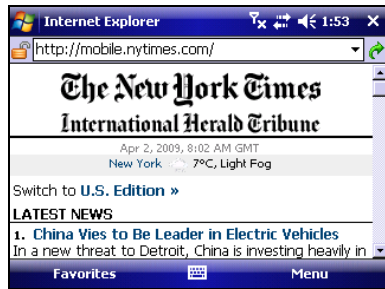 Internet Explorer 1:53
http://mobile.nytimes.com/
The New York Times
International Herald Tribune
Apr 2, 2009, 8:02 AM GMT
New York 7°C, Light Fog
Switch to U.S. Edition »
LATEST NEWS
1. China Vies to Be Leader in Electric Vehicles
In a new threat to Detroit, China is investing heavily in
Favorites Menu